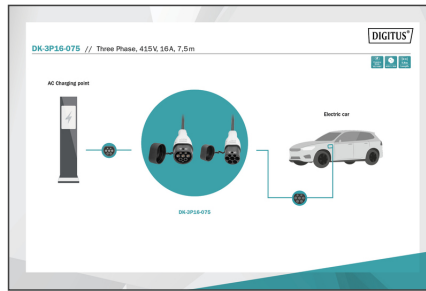 DIGITUS®
DK-3P16-075 // Three Phase, 415V, 16A, 7,5m
AC Charging point
Electric car
DK-3P16-075